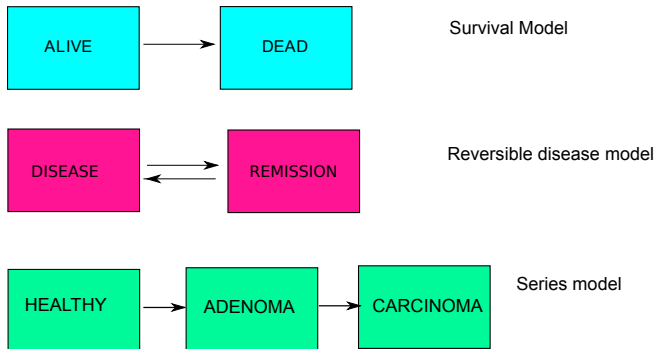 ALIVE
DEAD
Survival Model
DISEASE
REMISSION
Reversible disease model
HEALTHY
ADENOMA
CARCINOMA
Series model